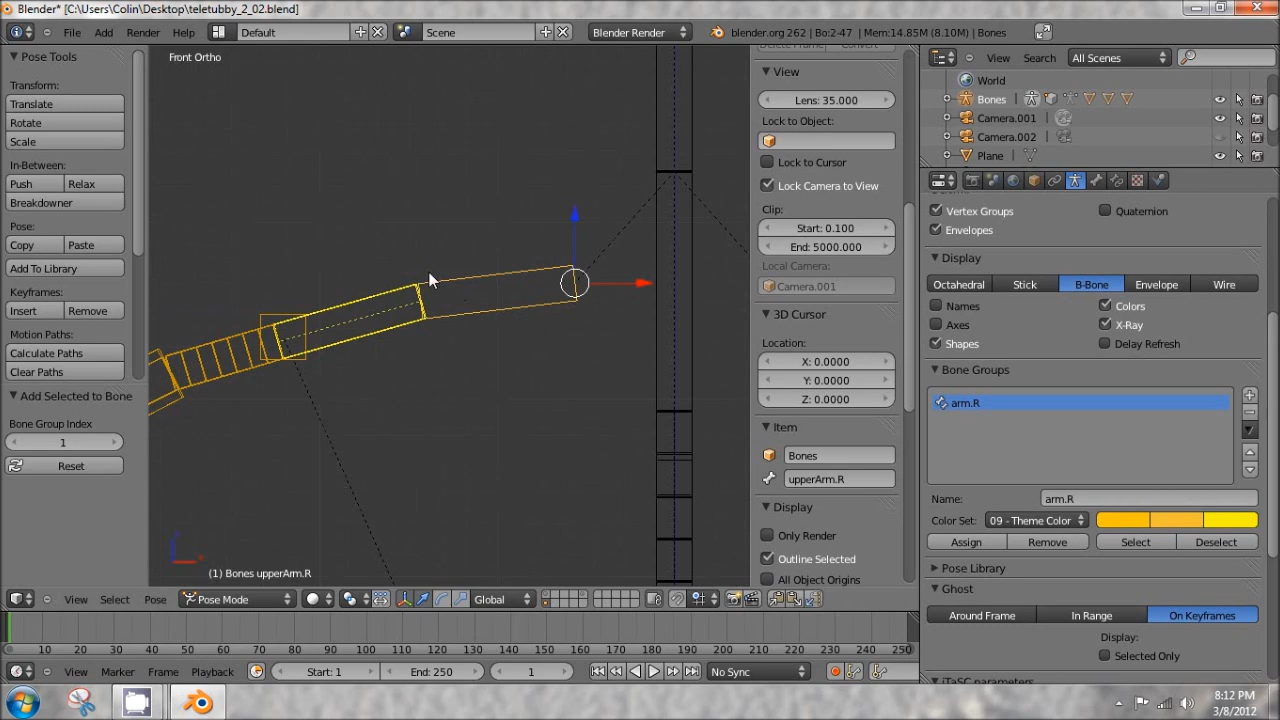 Blender* [C:\Users\Colin\Desktop\teletubby_2_02.blend]
File Add Render Help Default Scene Blender Render blender.org 262 | Bo:2-47 | Mem:14.85M (8.10M) | Bones
Pose Tools
Transform:
Translate
Rotate
Scale
In-Between:
Push Relax
Breakdowner
Pose:
Copy Paste
Add To Library
Keyframes:
Insert Remove
Motion Paths:
Calculate Paths
Clear Paths
Add Selected to Bone
Bone Group Index
1
Reset
Front Ortho
(1) Bones upperArm.R
View
Lens: 35.000
Lock to Object:
Lock to Cursor
Lock Camera to View
Clip:
Start: 0.100
End: 5000.000
Local Camera:
Camera.001
3D Cursor
Location:
X: 0.0000
Y: 0.0000
Z: 0.0000
Item
Bones
upperArm.R
Display
Only Render
Outline Selected
All Object Origins
View Search All Scenes
World
Bones
Camera.001
Camera.002
Plane
Vertex Groups Quaternion
Envelopes
Display
Octahedral Stick B-Bone Envelope Wire
Names Colors
Axes X-Ray
Shapes Delay Refresh
Bone Groups
arm.R
Name: arm.R
Color Set: 09 - Theme Color
Assign Remove Select Deselect
Pose Library
Ghost
Around Frame In Range On Keyframes
Display:
Selected Only
iTaSC parameters
View Select Pose Pose Mode Global
10 20 30 40 50 60 70 80 90 100 110 120 130 140 150 160 170 180 190 200 210 220 230 240 250
View Marker Frame Playback Start: 1 End: 250 1 No Sync
8:12 PM
3/8/2012